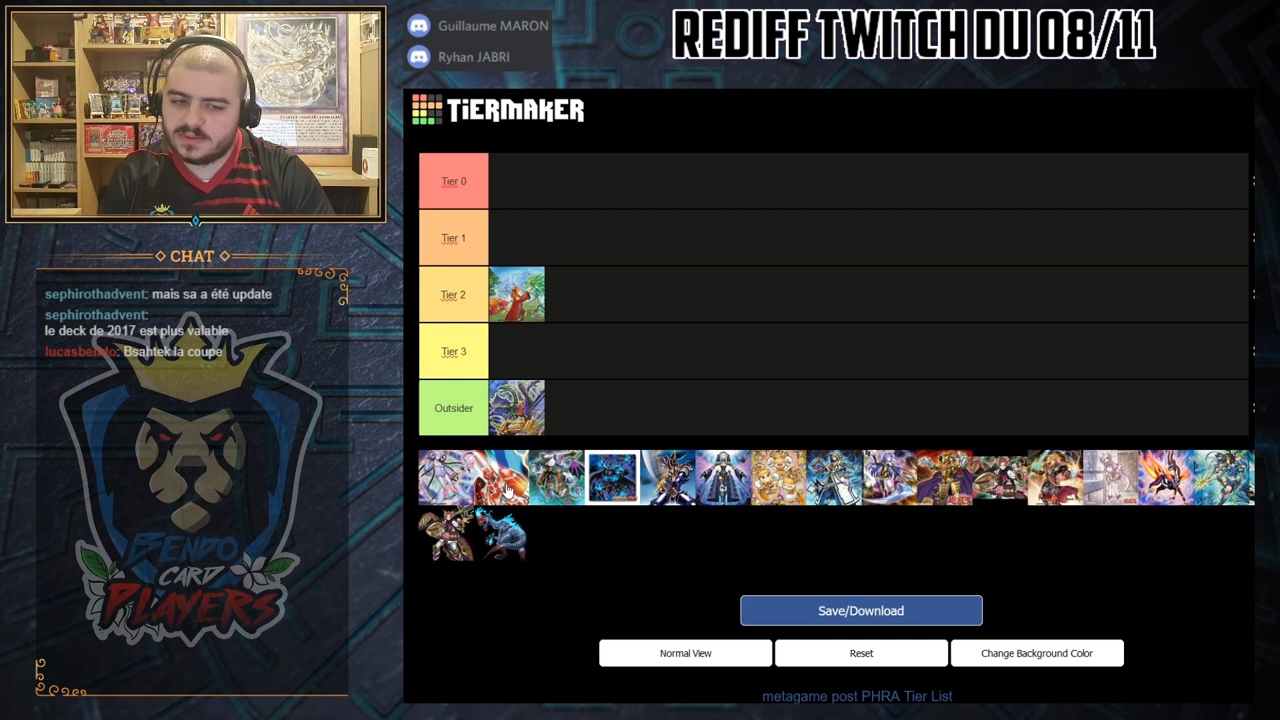 Guillaume MARON
Ryhan JABRI
REDIFF TWITCH DU 08/11
TiERMAKER
Tier 0
Tier 1
Tier 2
Tier 3
Outsider
CHAT
sephirothadvent: mais sa a été update
sephirothadvent:
le deck de 2017 est plus valable
lucasbendo: Bsahtek la coupe
BENDO
CARD
PLAYERS
Save/Download
Normal View
Reset
Change Background Color
metagame post PHRA Tier List